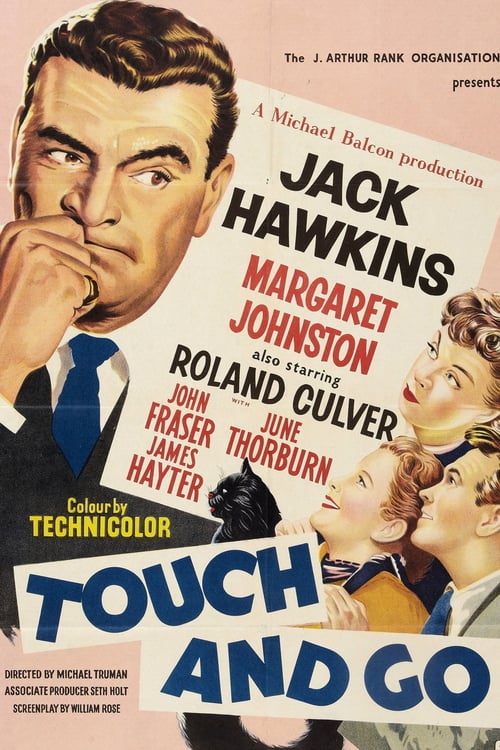 The J. ARTHUR RANK ORGANISATION
presents
A Michael Balcon production
JACK
HAWKINS
MARGARET
JOHNSTON
also starring
ROLAND CULVER
WITH
JOHN
FRASER
JUNE
THORBURN
JAMES
HAYTER
Colour by
TECHNICOLOR
TOUCH
AND GO
DIRECTED BY MICHAEL TRUMAN
ASSOCIATE PRODUCER SETH HOLT
SCREENPLAY BY WILLIAM ROSE